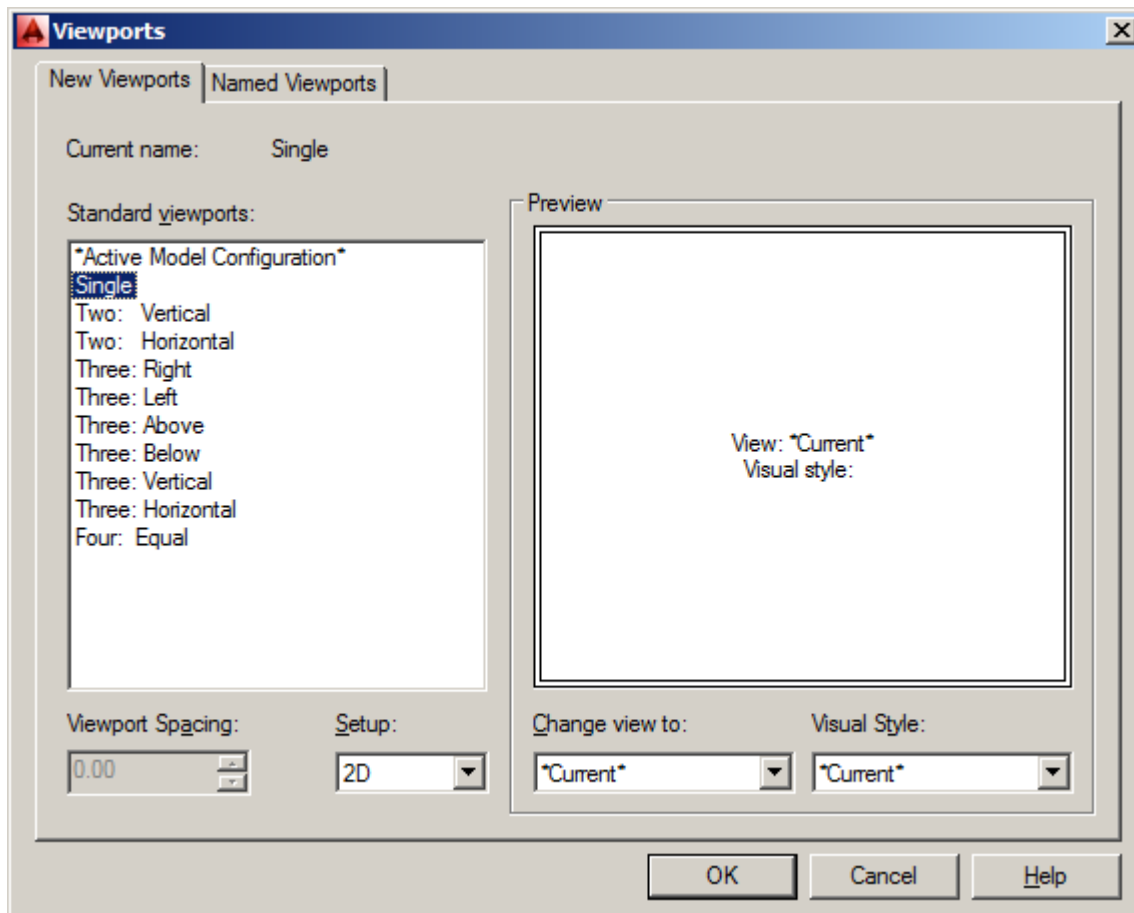 Viewports
New Viewports
Named Viewports
Current name: Single
Standard viewports:
*Active Model Configuration*
Single
Two: Vertical
Two: Horizontal
Three: Right
Three: Left
Three: Above
Three: Below
Three: Vertical
Three: Horizontal
Four: Equal
Viewport Spacing:
0.00
Setup:
2D
Preview
View: *Current*
Visual style:
Change view to:
*Current*
Visual Style:
*Current*
OK
Cancel
Help